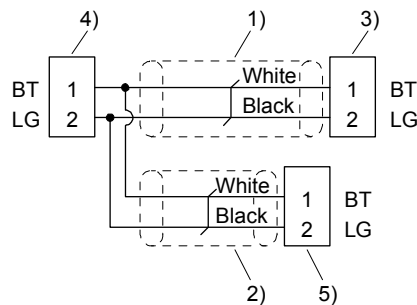 4) 1) 3)
BT 1 White 1 BT
LG 2 Black 2 LG
White 1 BT
Black 2 LG
2) 5)